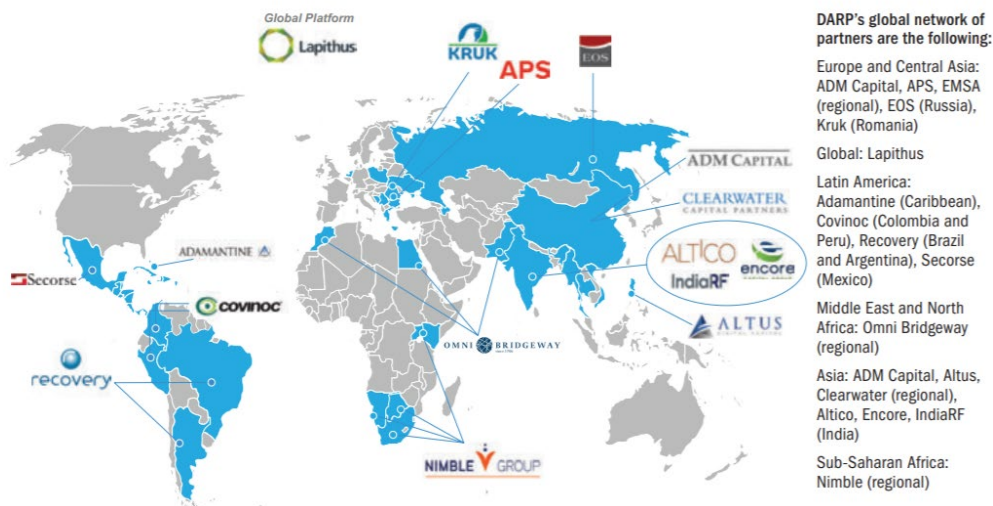 Global Platform
Lapithus
KRUK
APS
EOS
ADM CAPITAL
CLEARWATER
CAPITAL PARTNERS
ALTICO
encore
CAPITAL GROUP
IndiaRF
ALTUS
ADAMANTINE
Secorse
covinoc
recovery
OMNI BRIDGEWAY
NIMBLE GROUP
DARP's global network of
partners are the following:
Europe and Central Asia:
ADM Capital, APS, EMSA
(regional), EOS (Russia),
Kruk (Romania)
Global: Lapithus
Latin America:
Adamantine (Caribbean),
Covinoc (Colombia and
Peru), Recovery (Brazil
and Argentina), Secorse
(Mexico)
Middle East and North
Africa: Omni Bridgeway
(regional)
Asia: ADM Capital, Altus,
Clearwater (regional),
Altico, Encore, IndiaRF
(India)
Sub-Saharan Africa:
Nimble (regional)